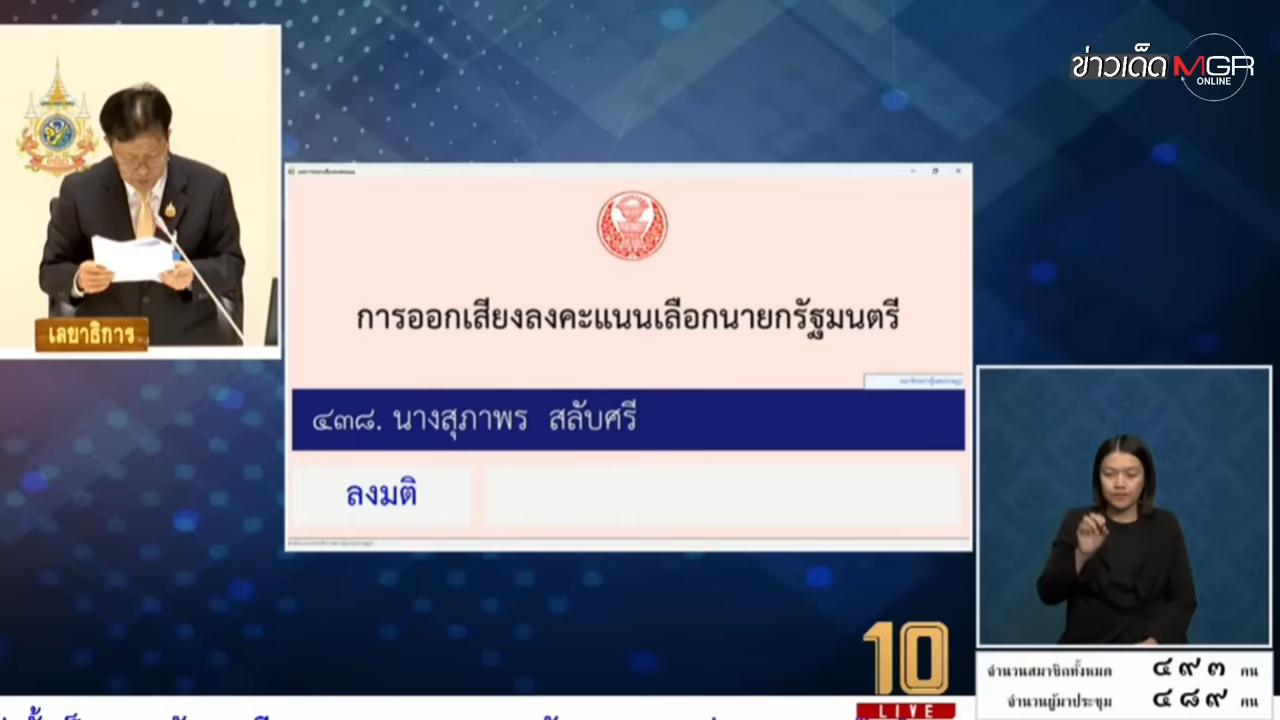 ข่าวเด็ด MGR
ONLINE
เลขาธิการ
การออกเสียงลงคะแนนเลือกนายกรัฐมนตรี
๔๓๘. นางสุภาพร สลับศรี
ลงมติ
10
LIVE
จำนวนสมาชิกทั้งหมด ๔๙๓ คน
จำนวนผู้มาประชุม ๔๘๙ คน